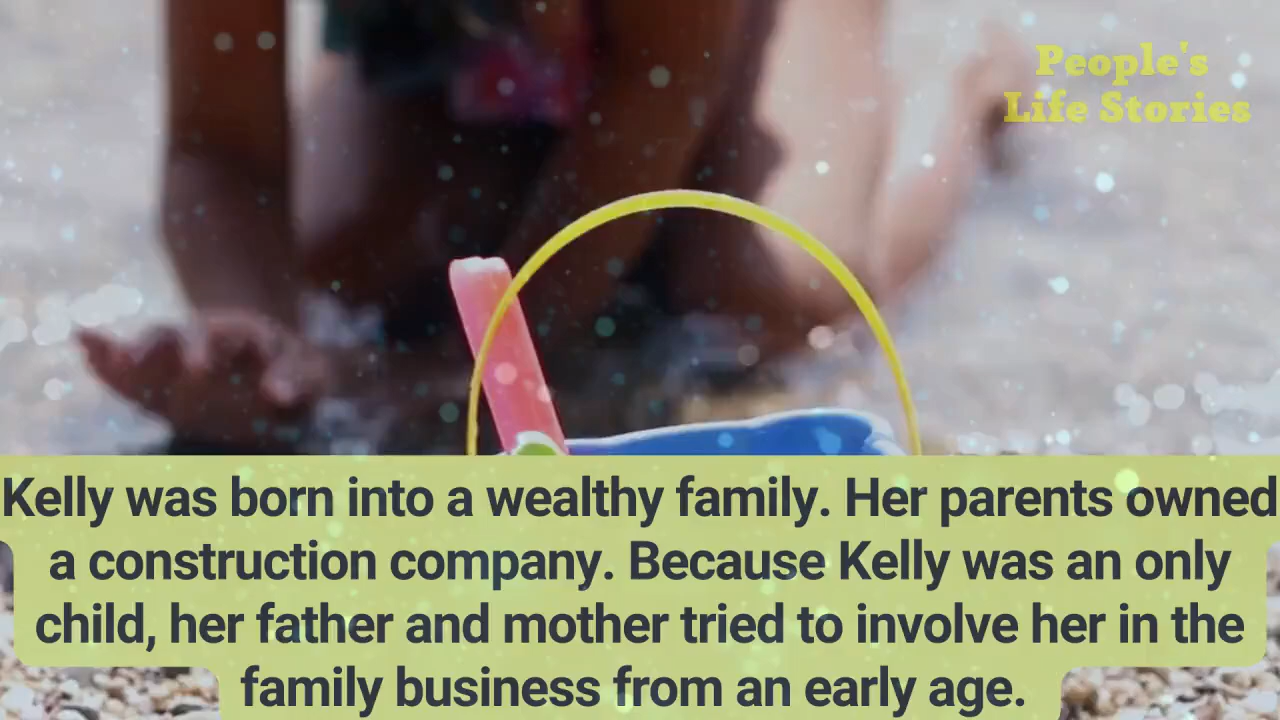 People's
Life Stories
Kelly was born into a wealthy family. Her parents owned
a construction company. Because Kelly was an only
child, her father and mother tried to involve her in the
family business from an early age.